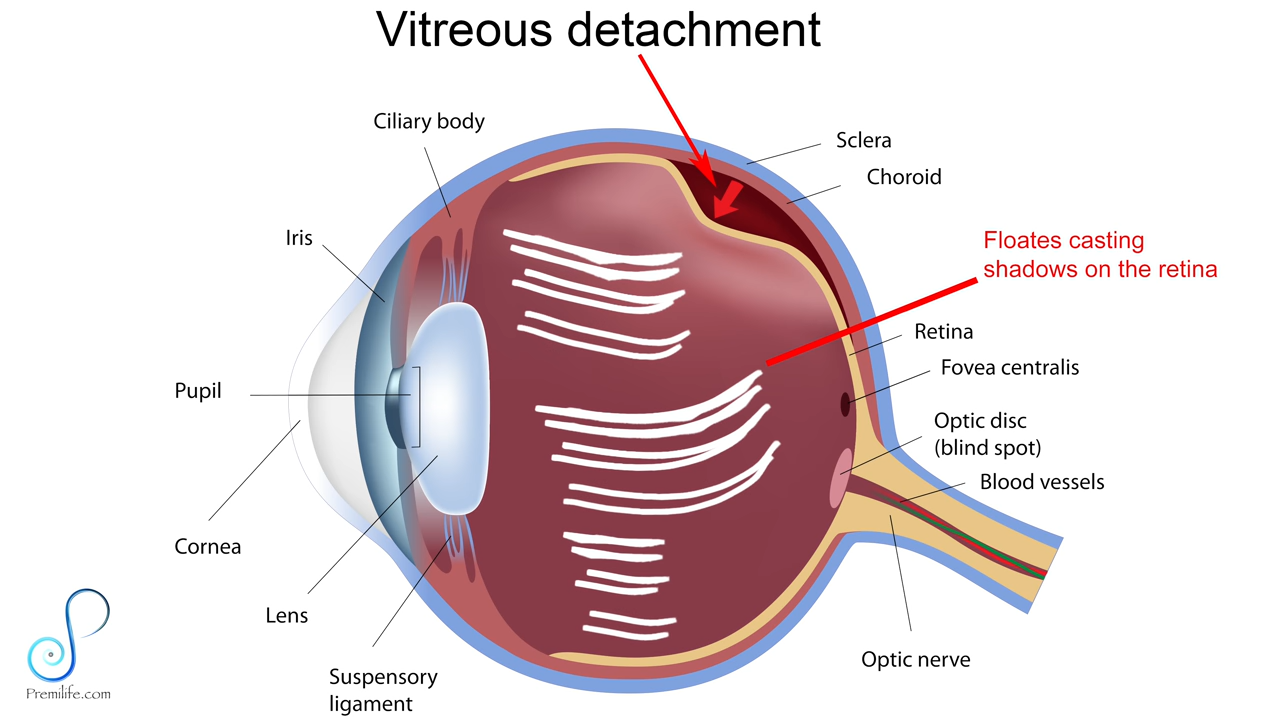 Vitreous detachment
Ciliary body
Sclera
Choroid
Iris
Floates casting
shadows on the retina
Retina
Fovea centralis
Pupil
Optic disc
(blind spot)
Blood vessels
Cornea
Lens
Optic nerve
Suspensory
ligament
Premilife.com